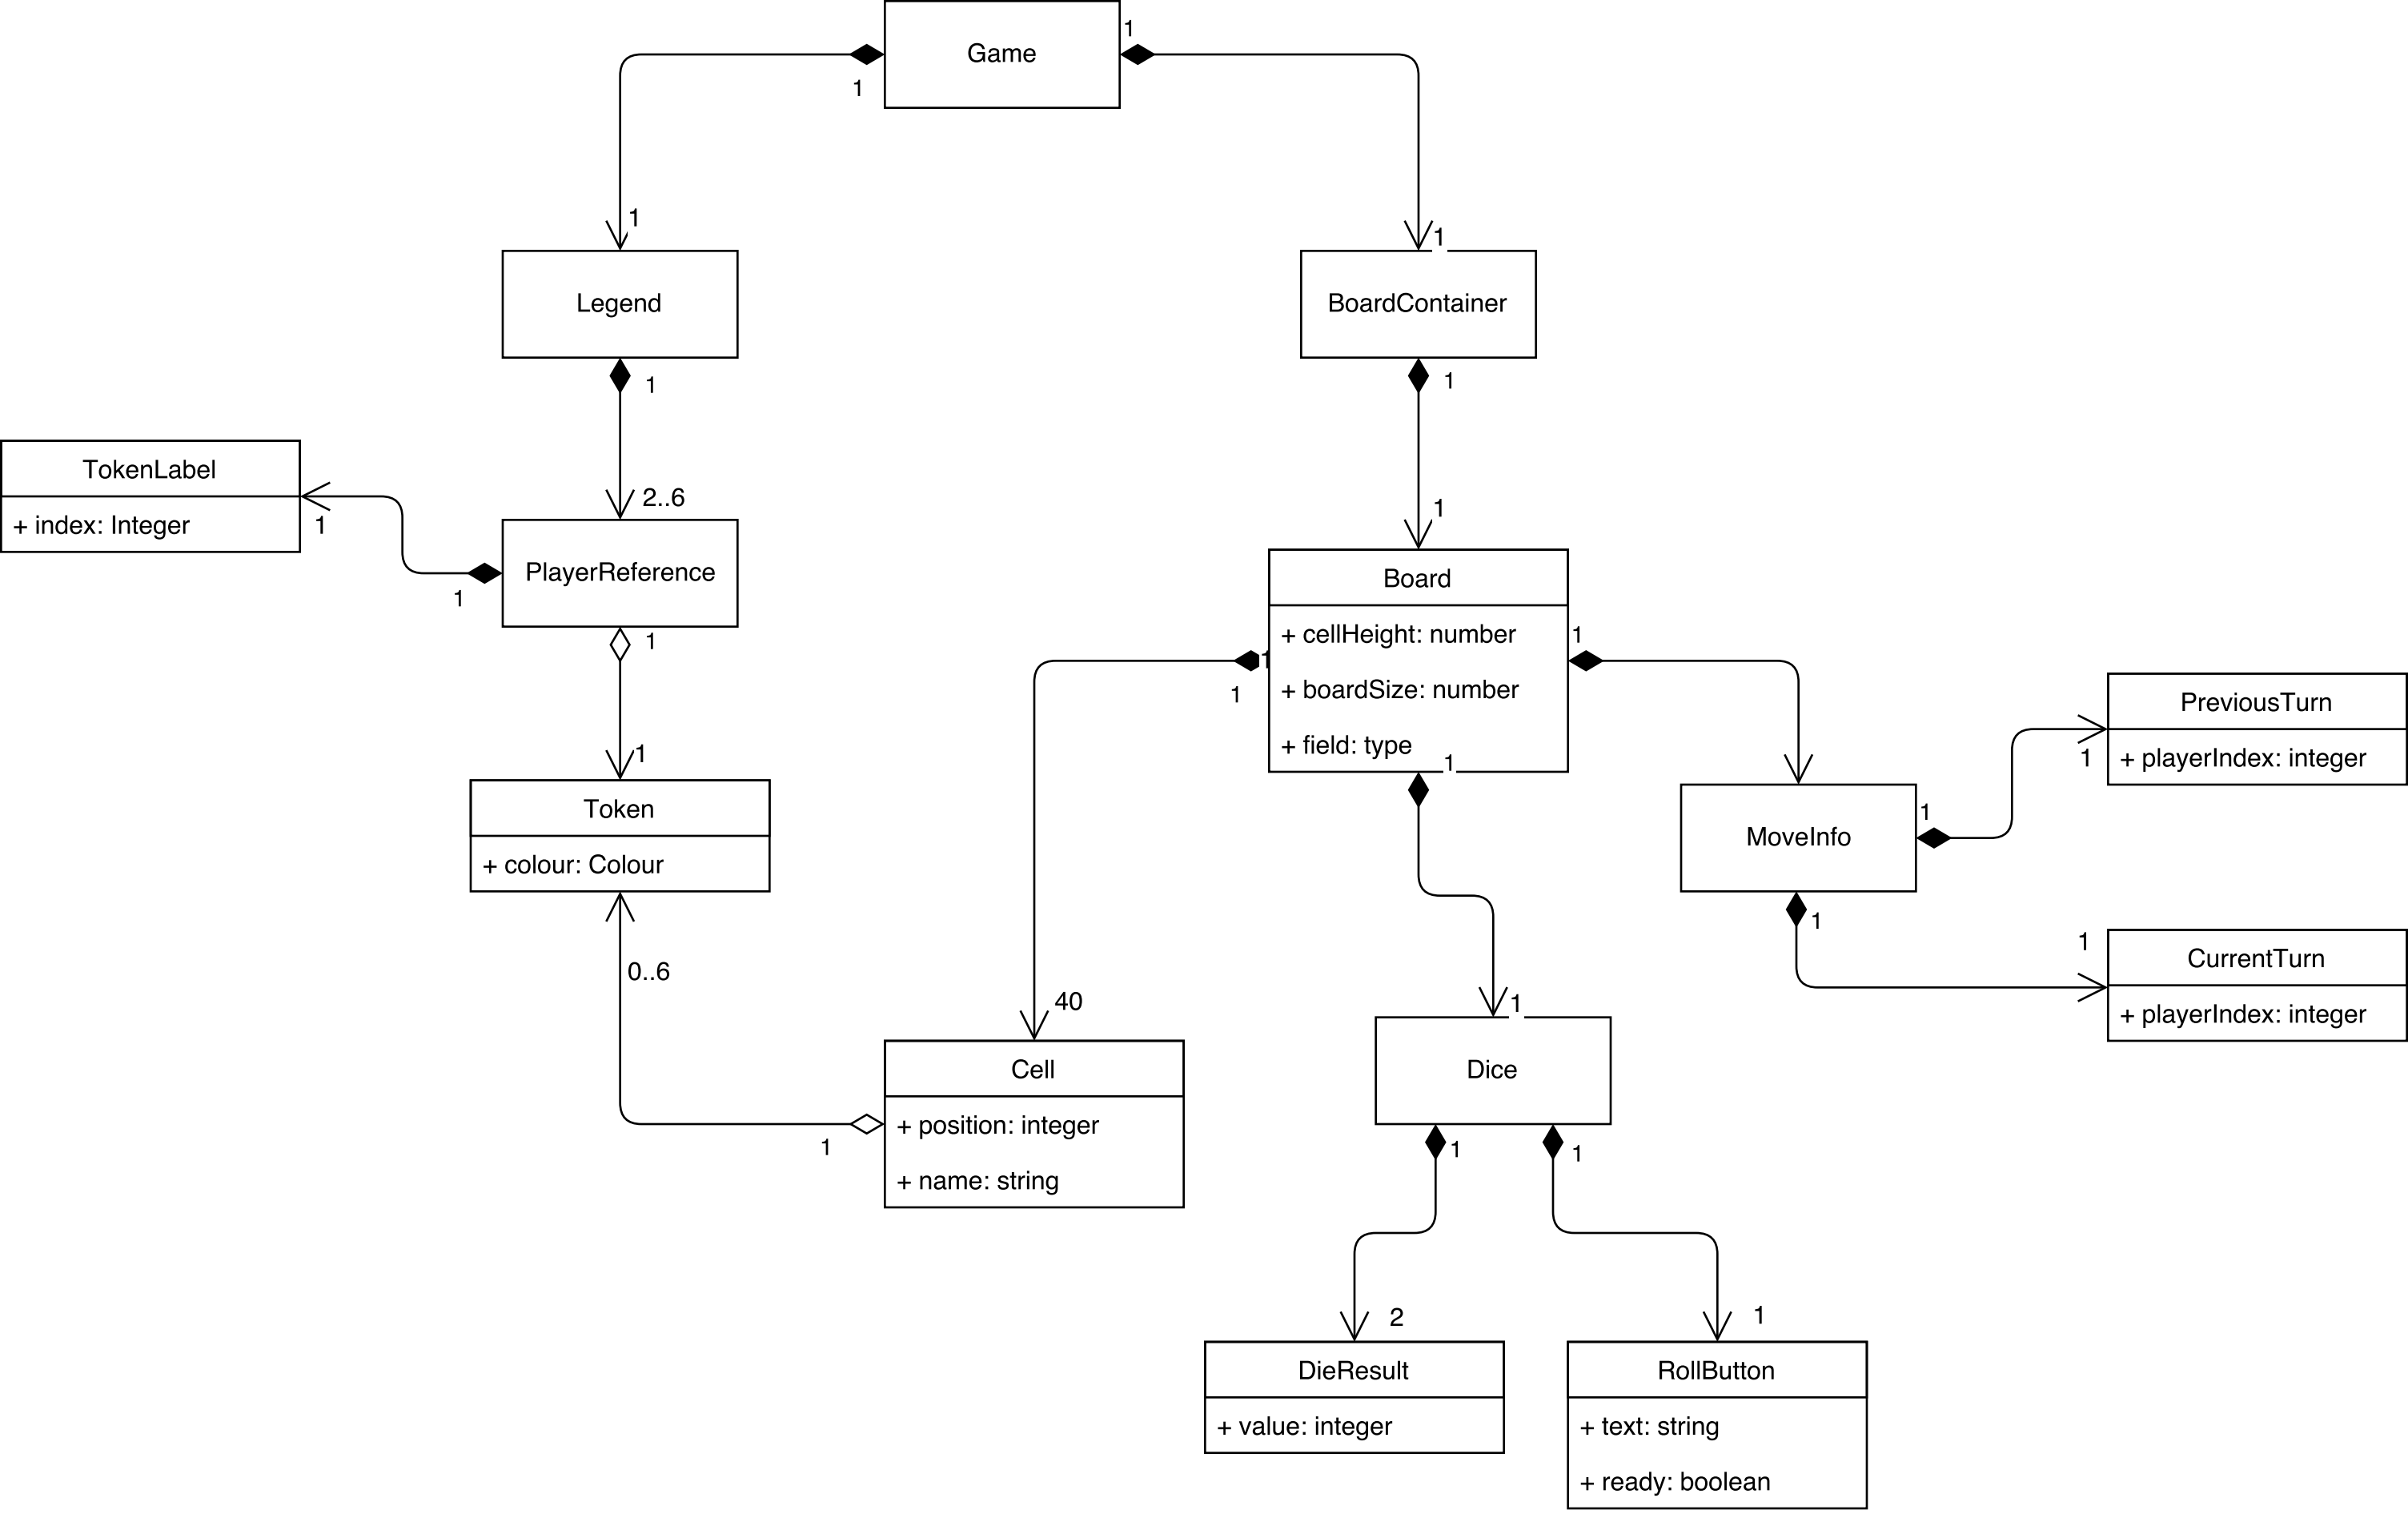 Game
1
1
1
1
Legend
BoardContainer
1
1
2..6
1
TokenLabel
+ index: Integer
1
PlayerReference
1
1
1
Token
+ colour: Colour
0..6
Board
+ cellHeight: number
+ boardSize: number
+ field: type
1
1
1
1
PreviousTurn
+ playerIndex: integer
1
MoveInfo
1
1
1
CurrentTurn
+ playerIndex: integer
40
Cell
+ position: integer
+ name: string
1
1
Dice
1
1
2
1
DieResult
+ value: integer
RollButton
+ text: string
+ ready: boolean